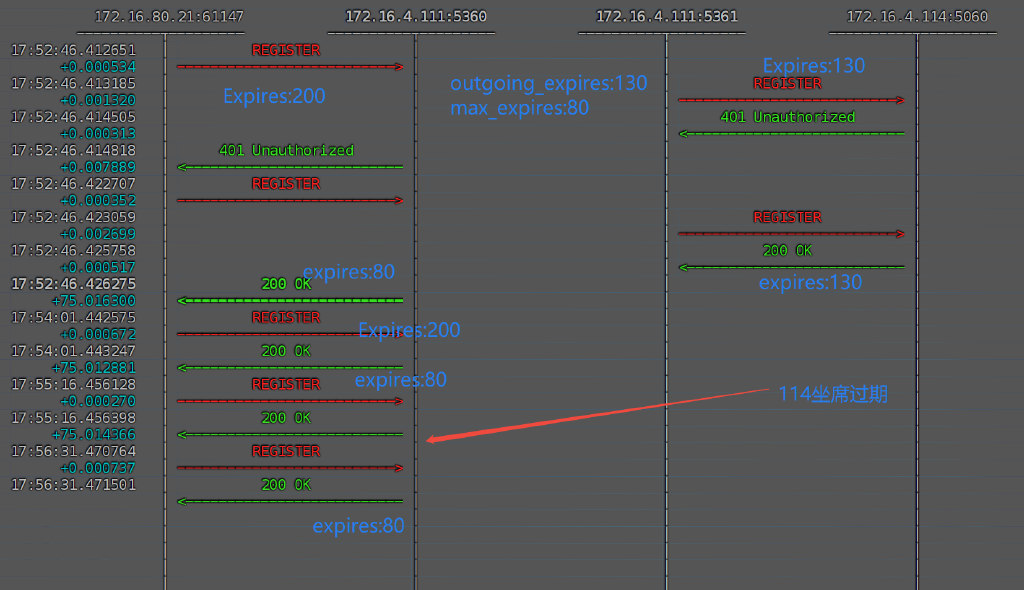 172.16.80.21:61147 172.16.4.111:5360 172.16.4.111:5361 172.16.4.114:5060
17:52:46.412651 REGISTER
+0.000534 Expires:130
17:52:46.413185 outgoing_expires:130 REGISTER
+0.001320 Expires:200
max_expires:80
17:52:46.414505 401 Unauthorized
+0.000313
17:52:46.414818 401 Unauthorized
+0.007889
17:52:46.422707 REGISTER
+0.000352
17:52:46.423059 REGISTER
+0.002699
17:52:46.425758 200 OK
+0.000517 expires:80
17:52:46.426275 200 OK expires:130
+75.016300
17:54:01.442575 REGISTER
+0.000672 Expires:200
17:54:01.443247 200 OK
+75.012881
17:55:16.456128 REGISTER expires:80
+0.000270 114坐席过期
17:55:16.456398 200 OK
+75.014366
17:56:31.470764 REGISTER
+0.000737
17:56:31.471501 200 OK
expires:80